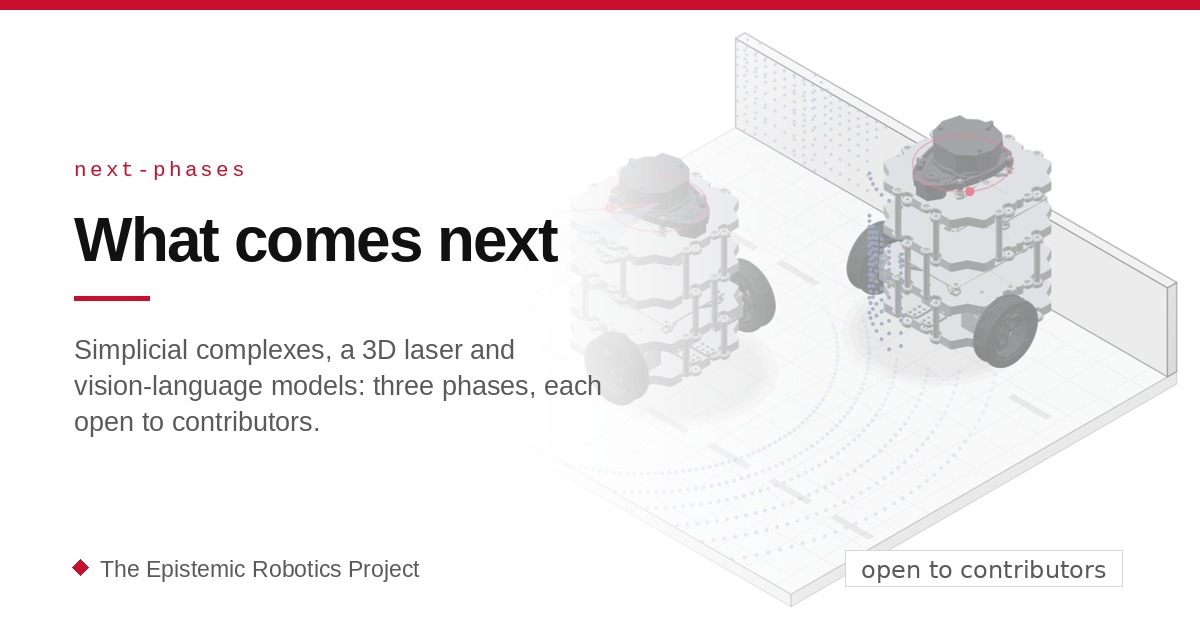 next-phases
What comes next
Simplicial complexes, a 3D laser and
vision-language models: three phases, each
open to contributors.
The Epistemic Robotics Project
open to contributors